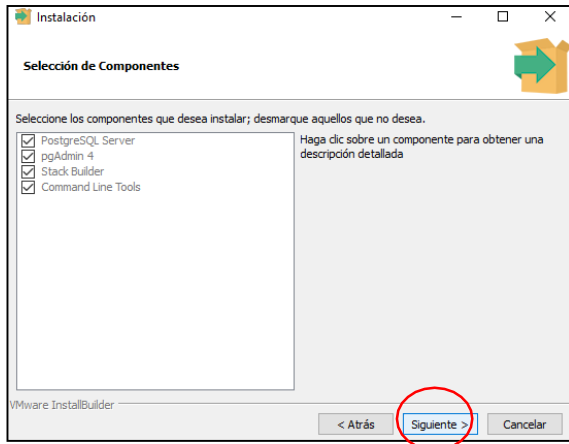 Instalación
Selección de Componentes
Seleccione los componentes que desea instalar; desmarque aquellos que no desea.
PostgreSQL Server
pgAdmin 4
Stack Builder
Command Line Tools
Haga clic sobre un componente para obtener una
descripción detallada
VMware InstallBuilder
< Atrás
Siguiente >
Cancelar